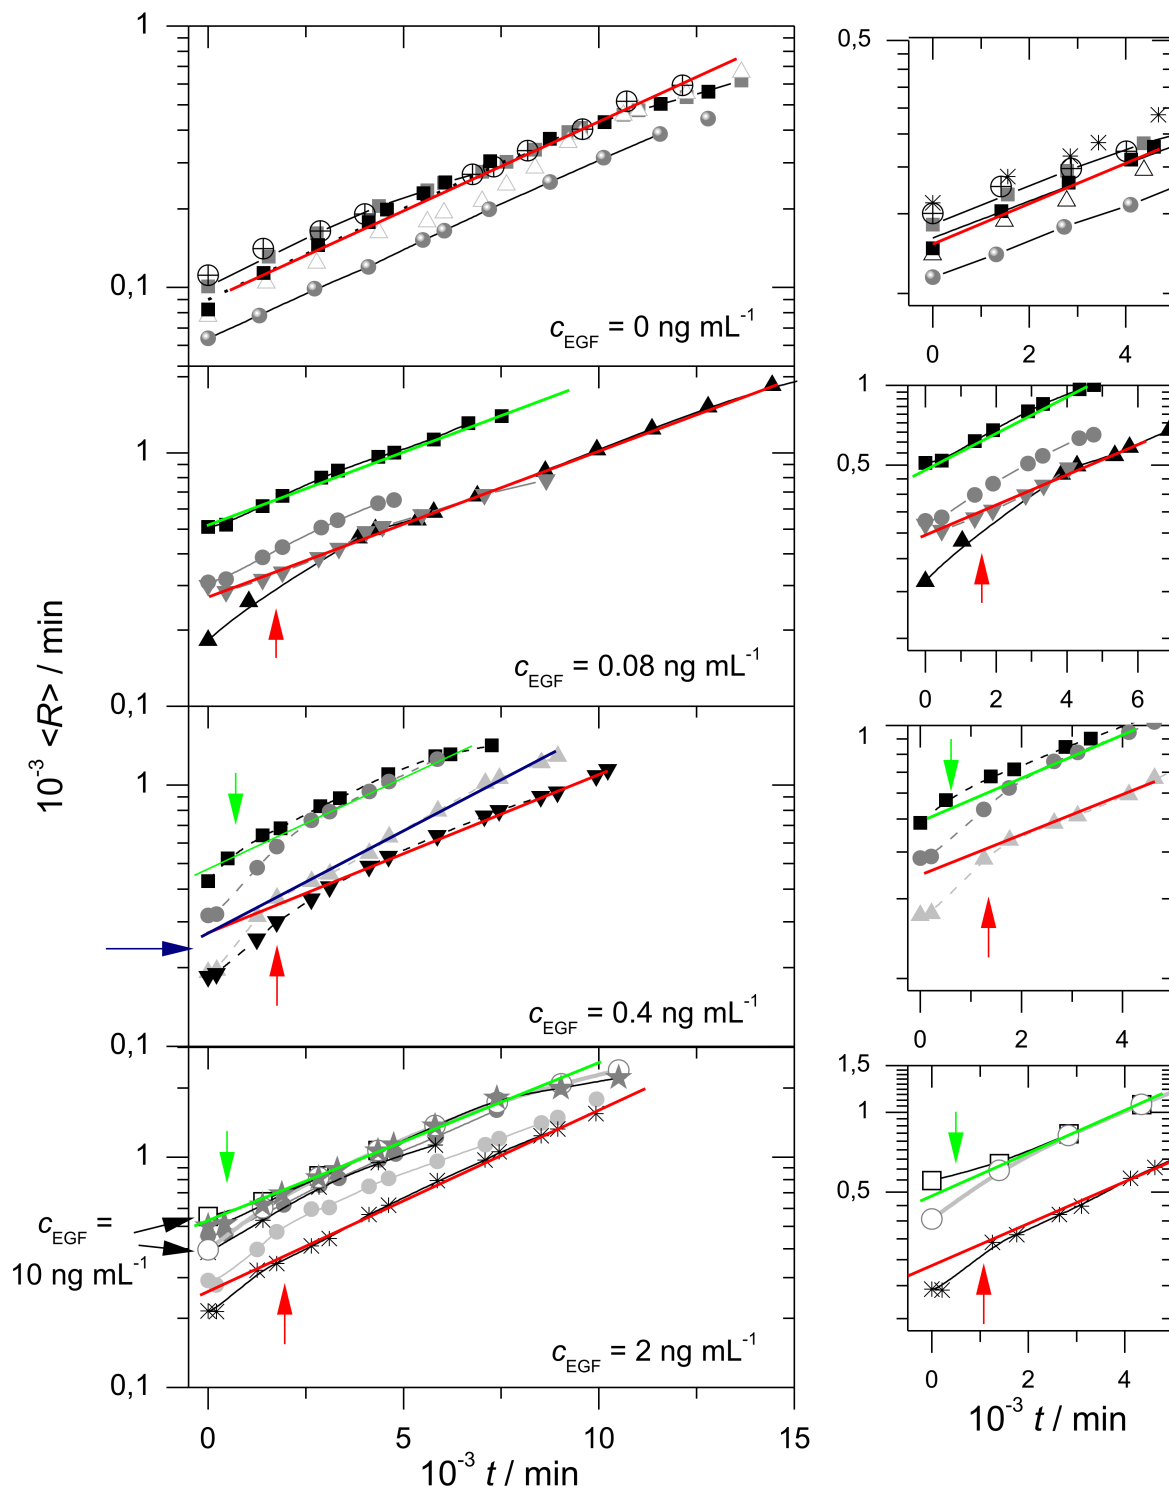 1
0,1
c_EGF = 0 ng mL⁻¹
0,5
0 2 4
1
0,1
c_EGF = 0.08 ng mL⁻¹
1
0,5
0 2 4 6
10⁻³ <R> / min
1
0,1
c_EGF = 0.4 ng mL⁻¹
1
0 2 4
1
0,1
c_EGF =
10 ng mL⁻¹
c_EGF = 2 ng mL⁻¹
0 5 10 15
10⁻³ t / min
1.5
1
0.5
0 2 4
10⁻³ t / min